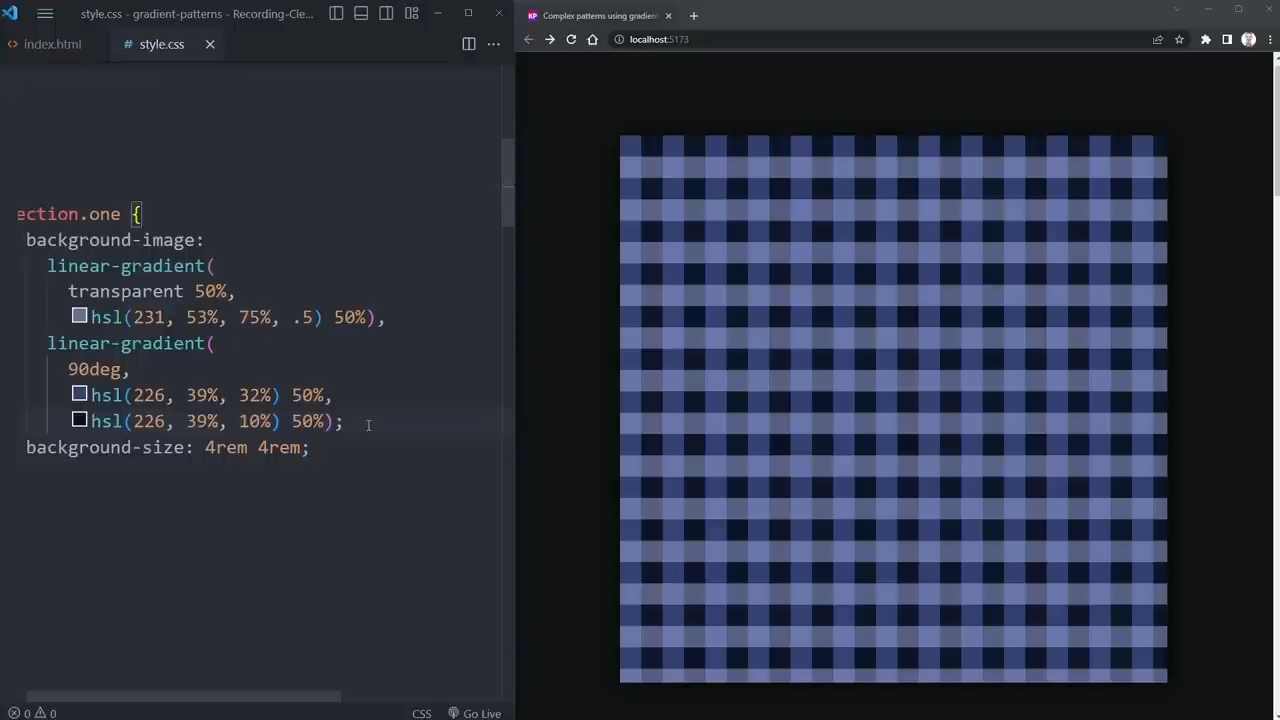 style.css - gradient-patterns - Recording-Cle...
index.html
style.css
ection.one {
background-image:
linear-gradient(
transparent 50%,
hsl(231, 53%, 75%, .5) 50%),
linear-gradient(
90deg,
hsl(226, 39%, 32%) 50%,
hsl(226, 39%, 10%) 50%);
background-size: 4rem 4rem;
0 0
CSS
Go Live
KP
Complex patterns using gradien
localhost:5173